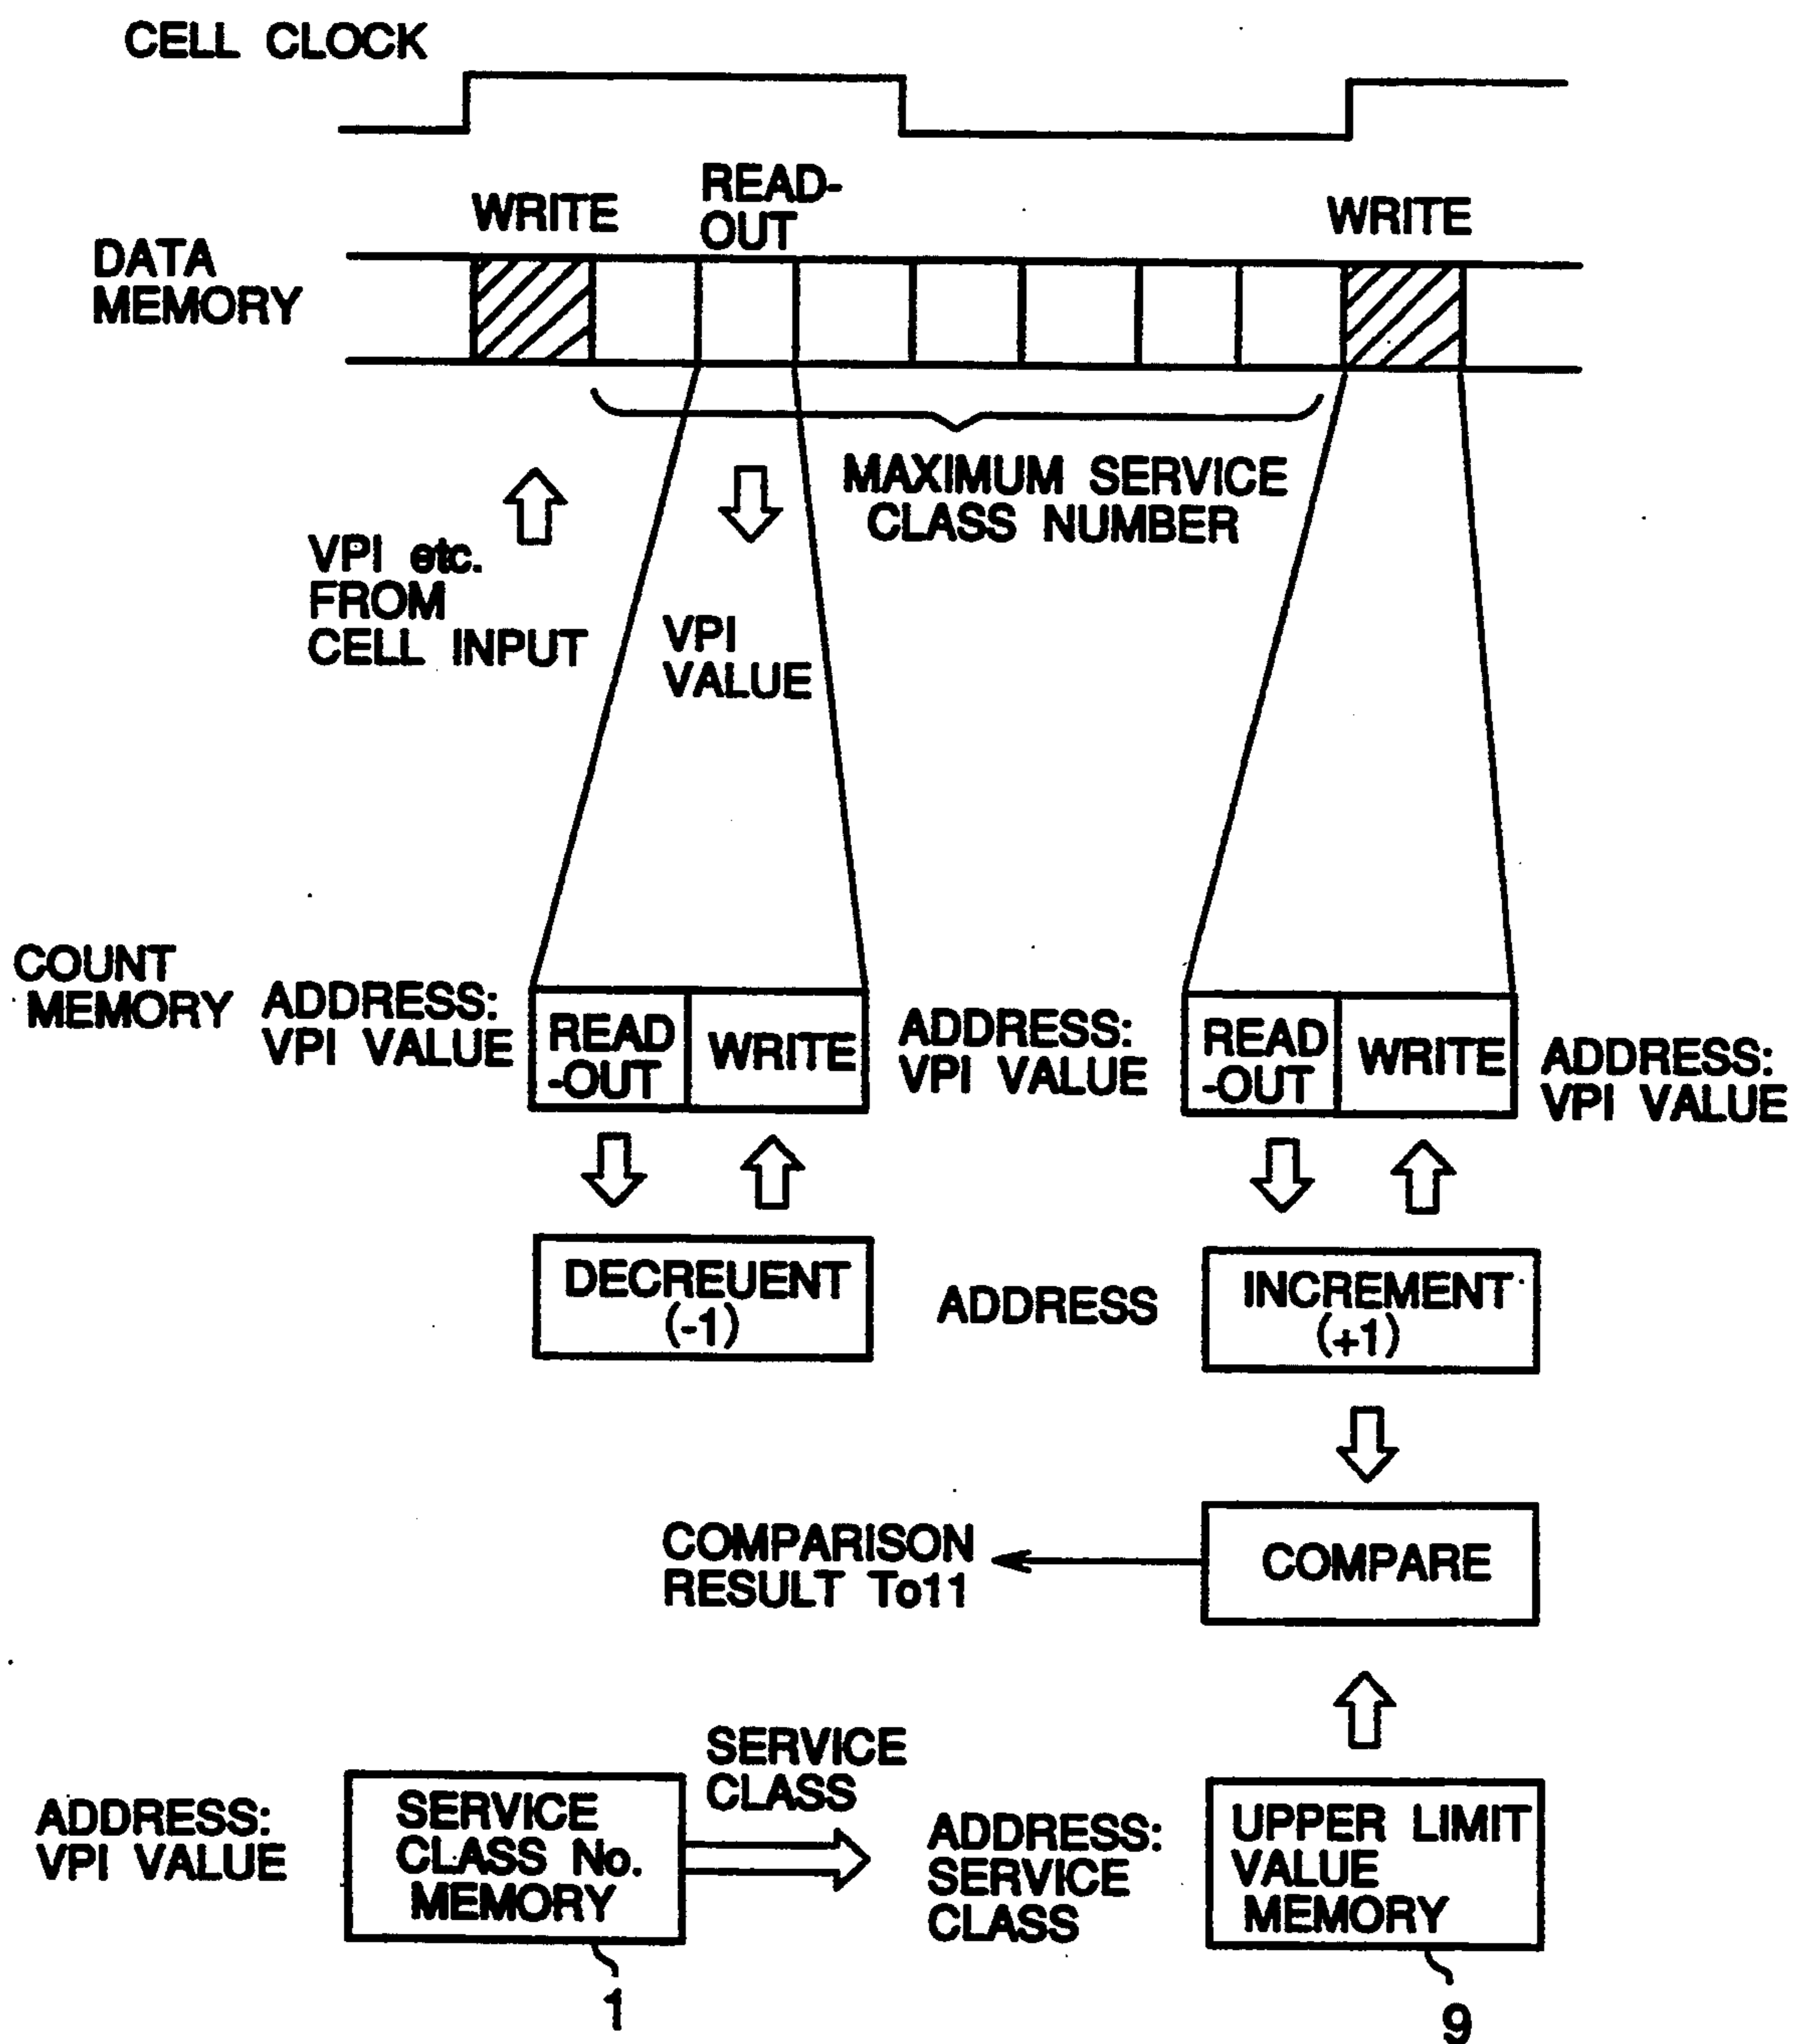 CELL CLOCK
WRITE
READ-
OUT
WRITE
DATA
MEMORY
MAXIMUM SERVICE
CLASS NUMBER
VPI etc.
FROM
CELL INPUT
VPI
VALUE
COUNT
MEMORY
ADDRESS:
VPI VALUE
READ
-OUT
WRITE
ADDRESS:
VPI VALUE
READ
-OUT
WRITE
ADDRESS:
VPI VALUE
DECREUENT
(-1)
ADDRESS
INCREMENT
(+1)
COMPARISON
RESULT To11
COMPARE
ADDRESS:
VPI VALUE
SERVICE
CLASS No.
MEMORY
SERVICE
CLASS
ADDRESS:
SERVICE
CLASS
UPPER LIMIT
VALUE
MEMORY
1
9